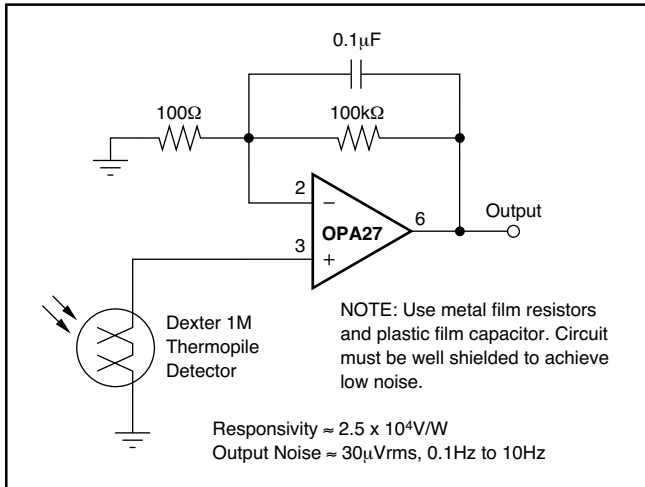 0.1µF
100Ω
100kΩ
2
−
6
Output
OPA27
3
+
Dexter 1M
Thermopile
Detector
NOTE: Use metal film resistors
and plastic film capacitor. Circuit
must be well shielded to achieve
low noise.
Responsivity ≈ 2.5 x 10⁴V/W
Output Noise ≈ 30µVrms, 0.1Hz to 10Hz